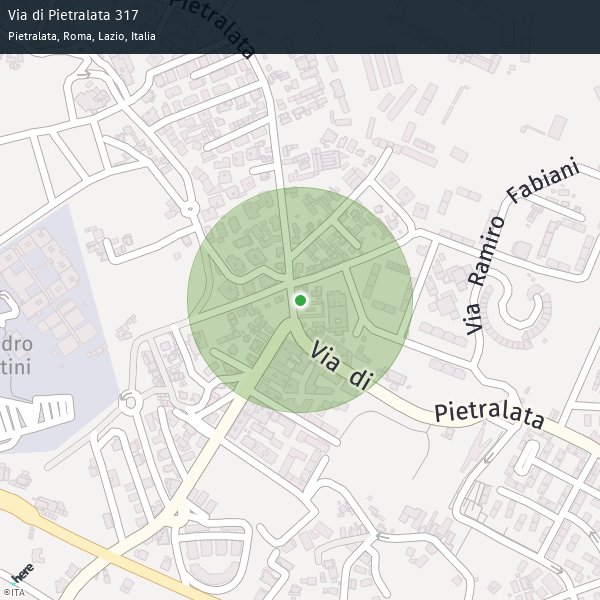 Via di Pietralata 317
Pietralata, Roma, Lazio, Italia
Pietralata
Via Ramiro Fabiani
dro
tini
Via di
Pietralata
here
©ITA